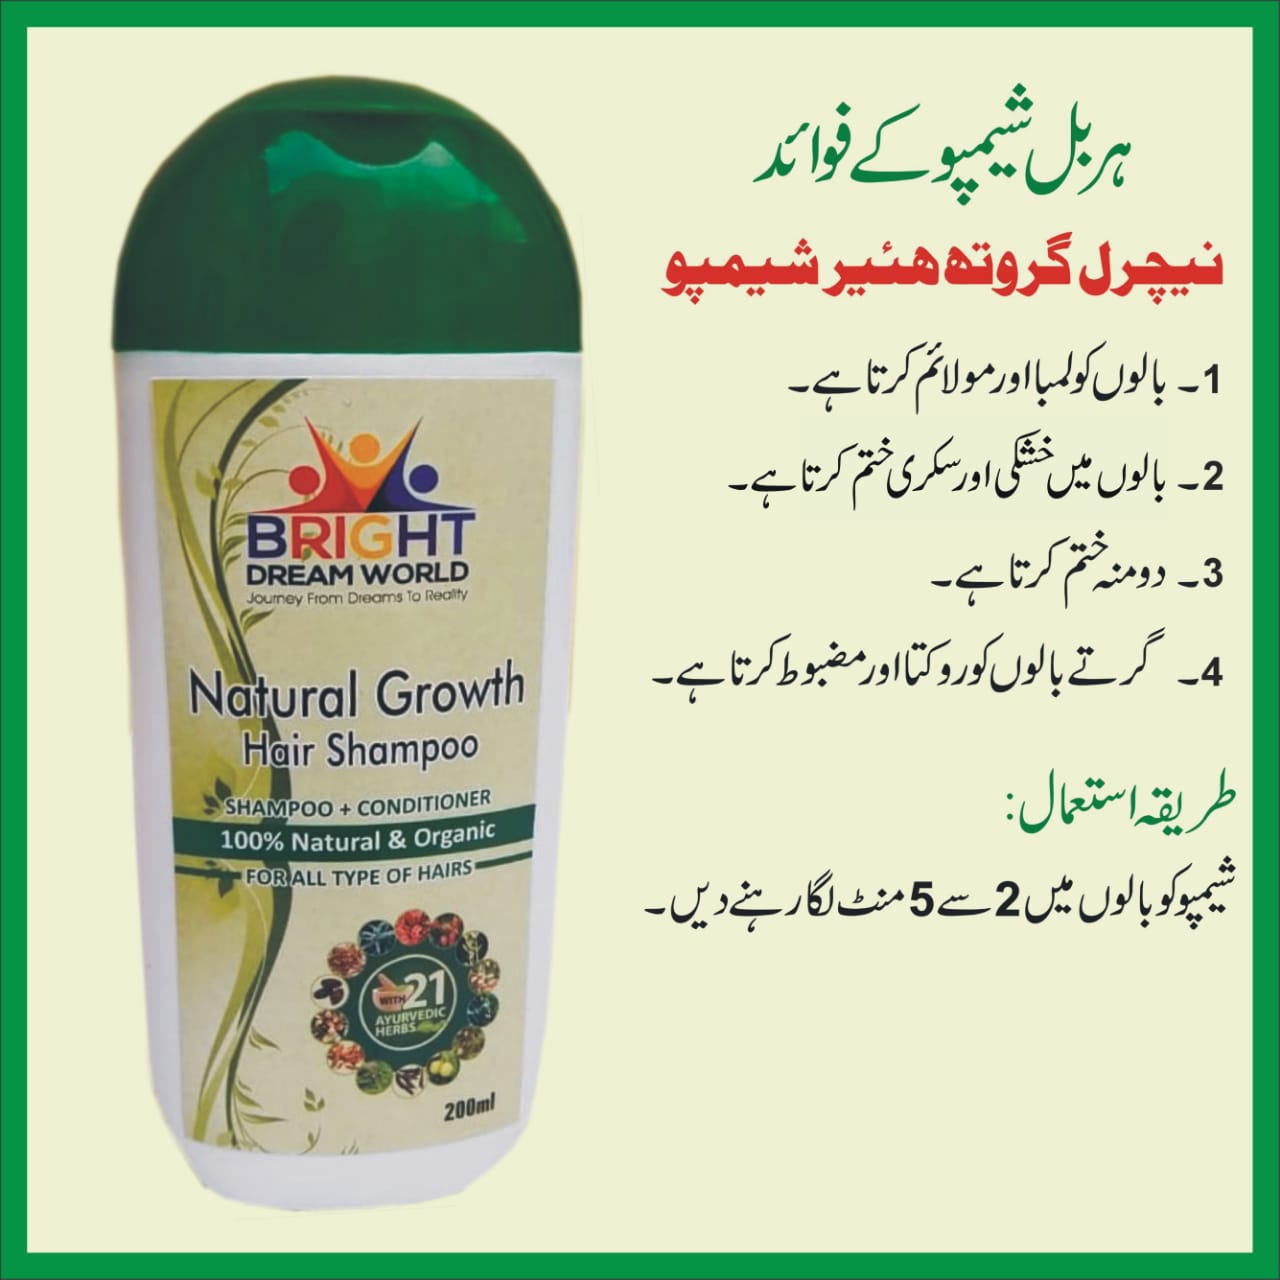 ہربل شیمپو کے فوائد
نیچرل گروتھ ھئیر شیمپو
1۔ بالوں کو لمبا اور مولائم کرتا ہے۔
2۔ بالوں میں خشکی اور سکری ختم کرتا ہے۔
3۔ دو منہ ختم کرتا ہے۔
4۔ گرتے بالوں کو روکتا اور مضبوط کرتا ہے۔
طریقہ استعمال:
شیمپو کو بالوں میں 2 سے 5 منٹ لگا رہنے دیں۔
BRIGHT
DREAM WORLD
Journey From Dreams To Reality
Natural Growth
Hair Shampoo
SHAMPOO + CONDITIONER
100% Natural & Organic
FOR ALL TYPE OF HAIRS
WITH 21
AYURVEDIC
HERBS
200ml